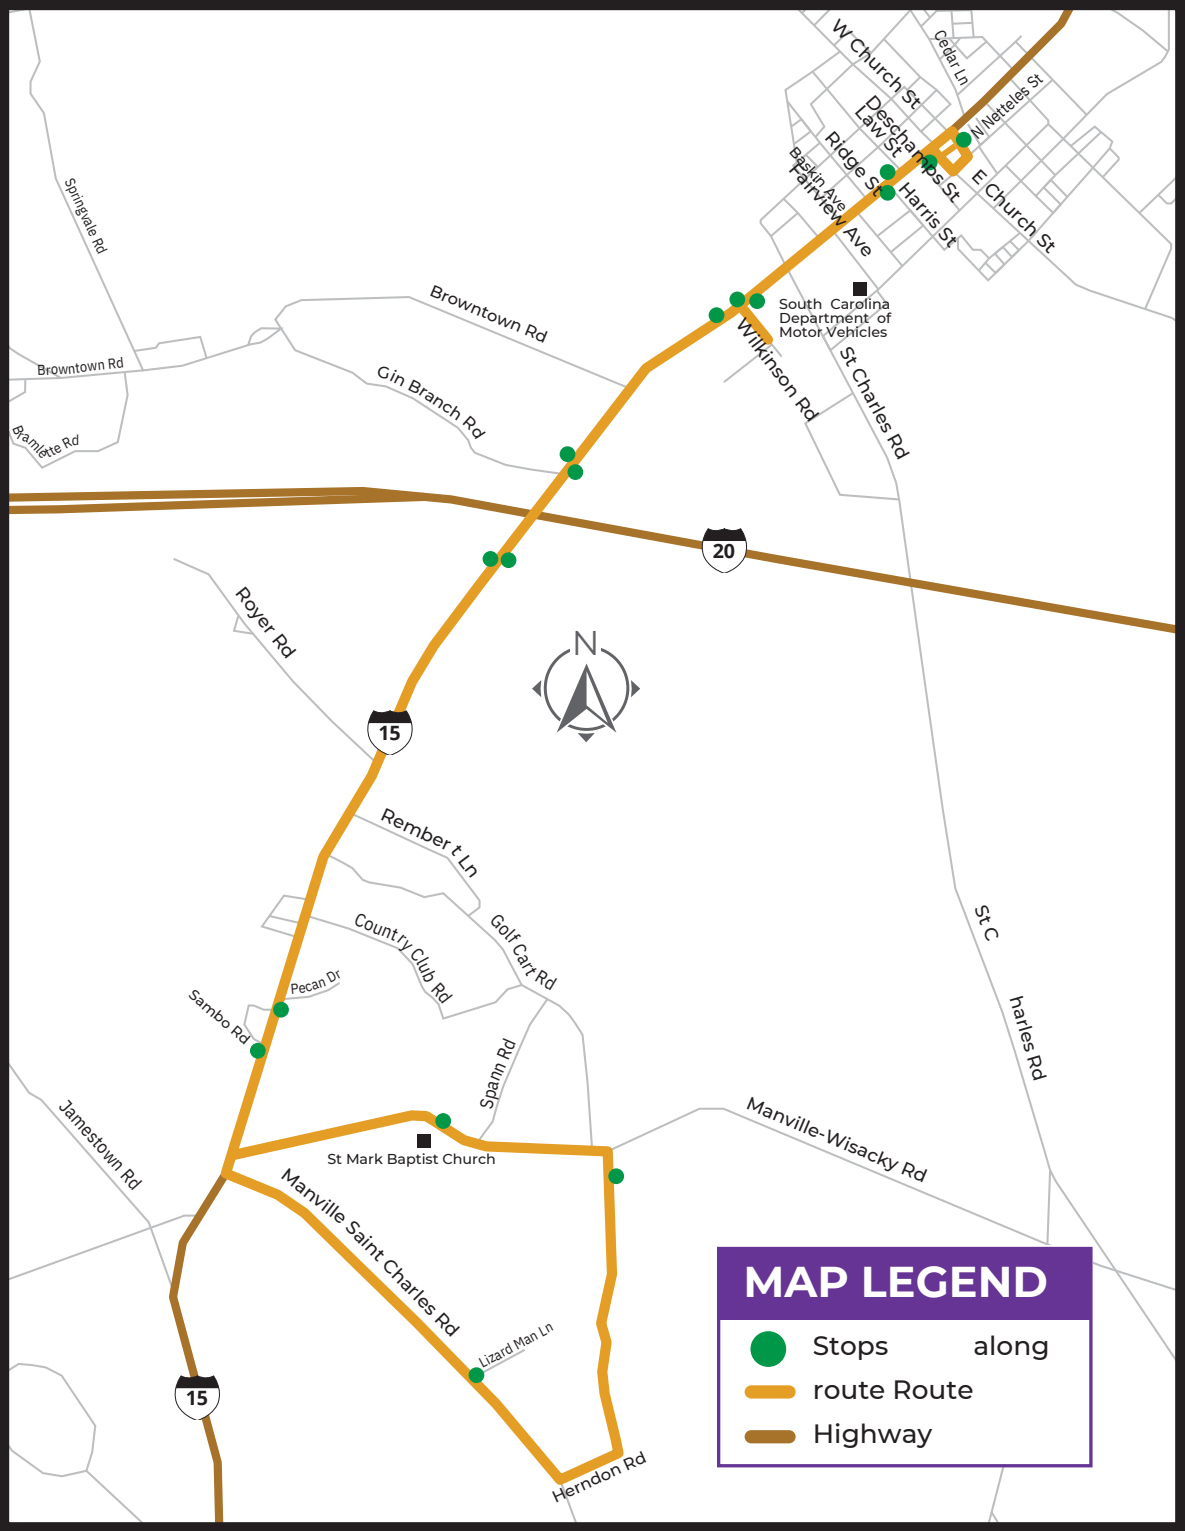 W Church St
Cedar Ln
N Netteles St
Deschamps St
Law St
Ridge St
Baskin Ave
Fairview Ave
Harris St
E Church St
Springvale Rd
Browntown Rd
South Carolina
Department of
Motor Vehicles
Wilkinson Rd
St Charles Rd
Browntown Rd
Gin Branch Rd
Bramlette Rd
20
Royer Rd
N
15
Rember t Ln
Golf Cart Rd
Country Club Rd
St C
harles Rd
Pecan Dr
Sambo Rd
Spann Rd
Jamestown Rd
Manville-Wisacky Rd
St Mark Baptist Church
Manville Saint Charles Rd
Lizard Man Ln
15
Herndon Rd
MAP LEGEND
Stops along
route Route
Highway